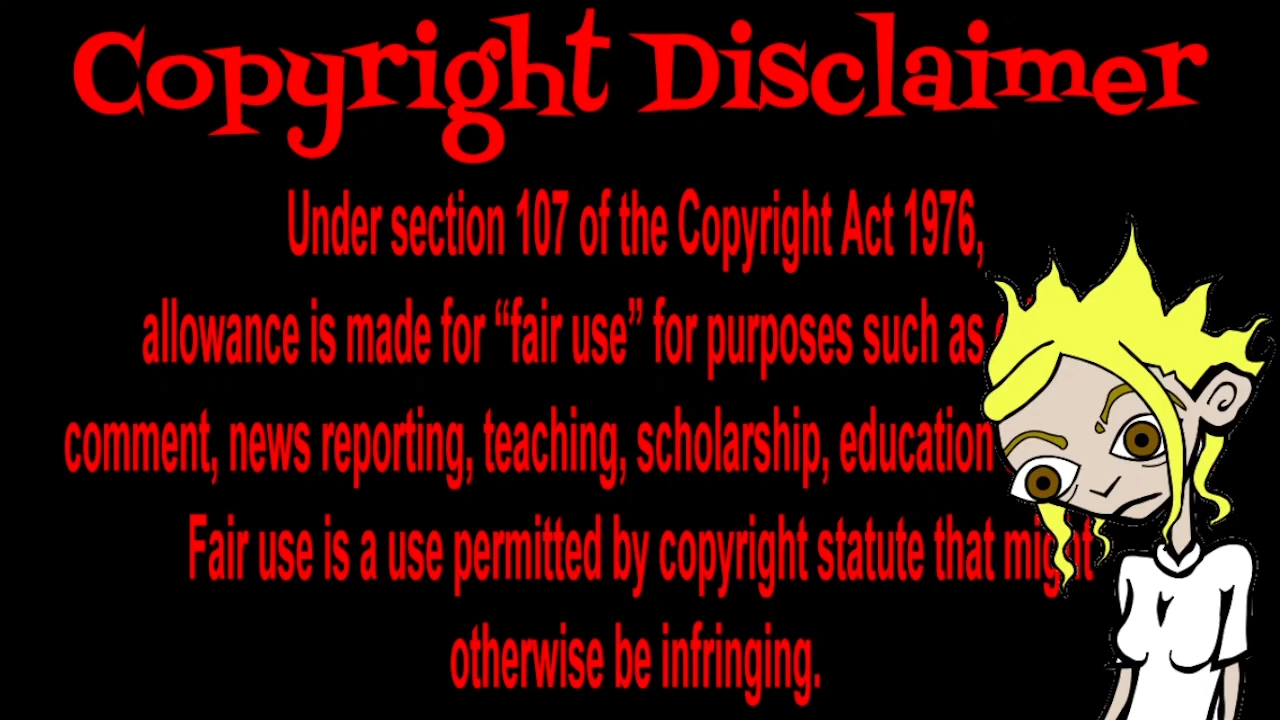 Copyright Disclaimer
Under section 107 of the Copyright Act 1976,
allowance is made for “fair use” for purposes such as
comment, news reporting, teaching, scholarship, education
Fair use is a use permitted by copyright statute that might
otherwise be infringing.